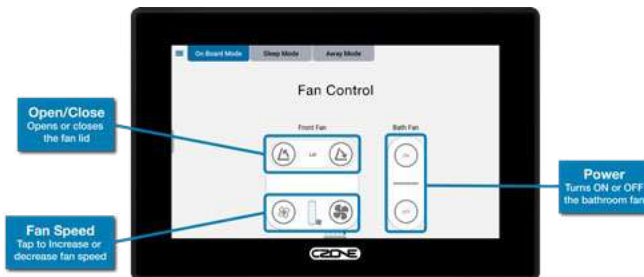 On Board Mode Sleep Mode Away Mode
Fan Control
Open/Close
Opens or closes
the fan lid
Front Fan
Bath Fan
Lid
Power
Turns ON or OFF
the bathroom fan
Fan Speed
Tap to Increase or
decrease fan speed
CZONE